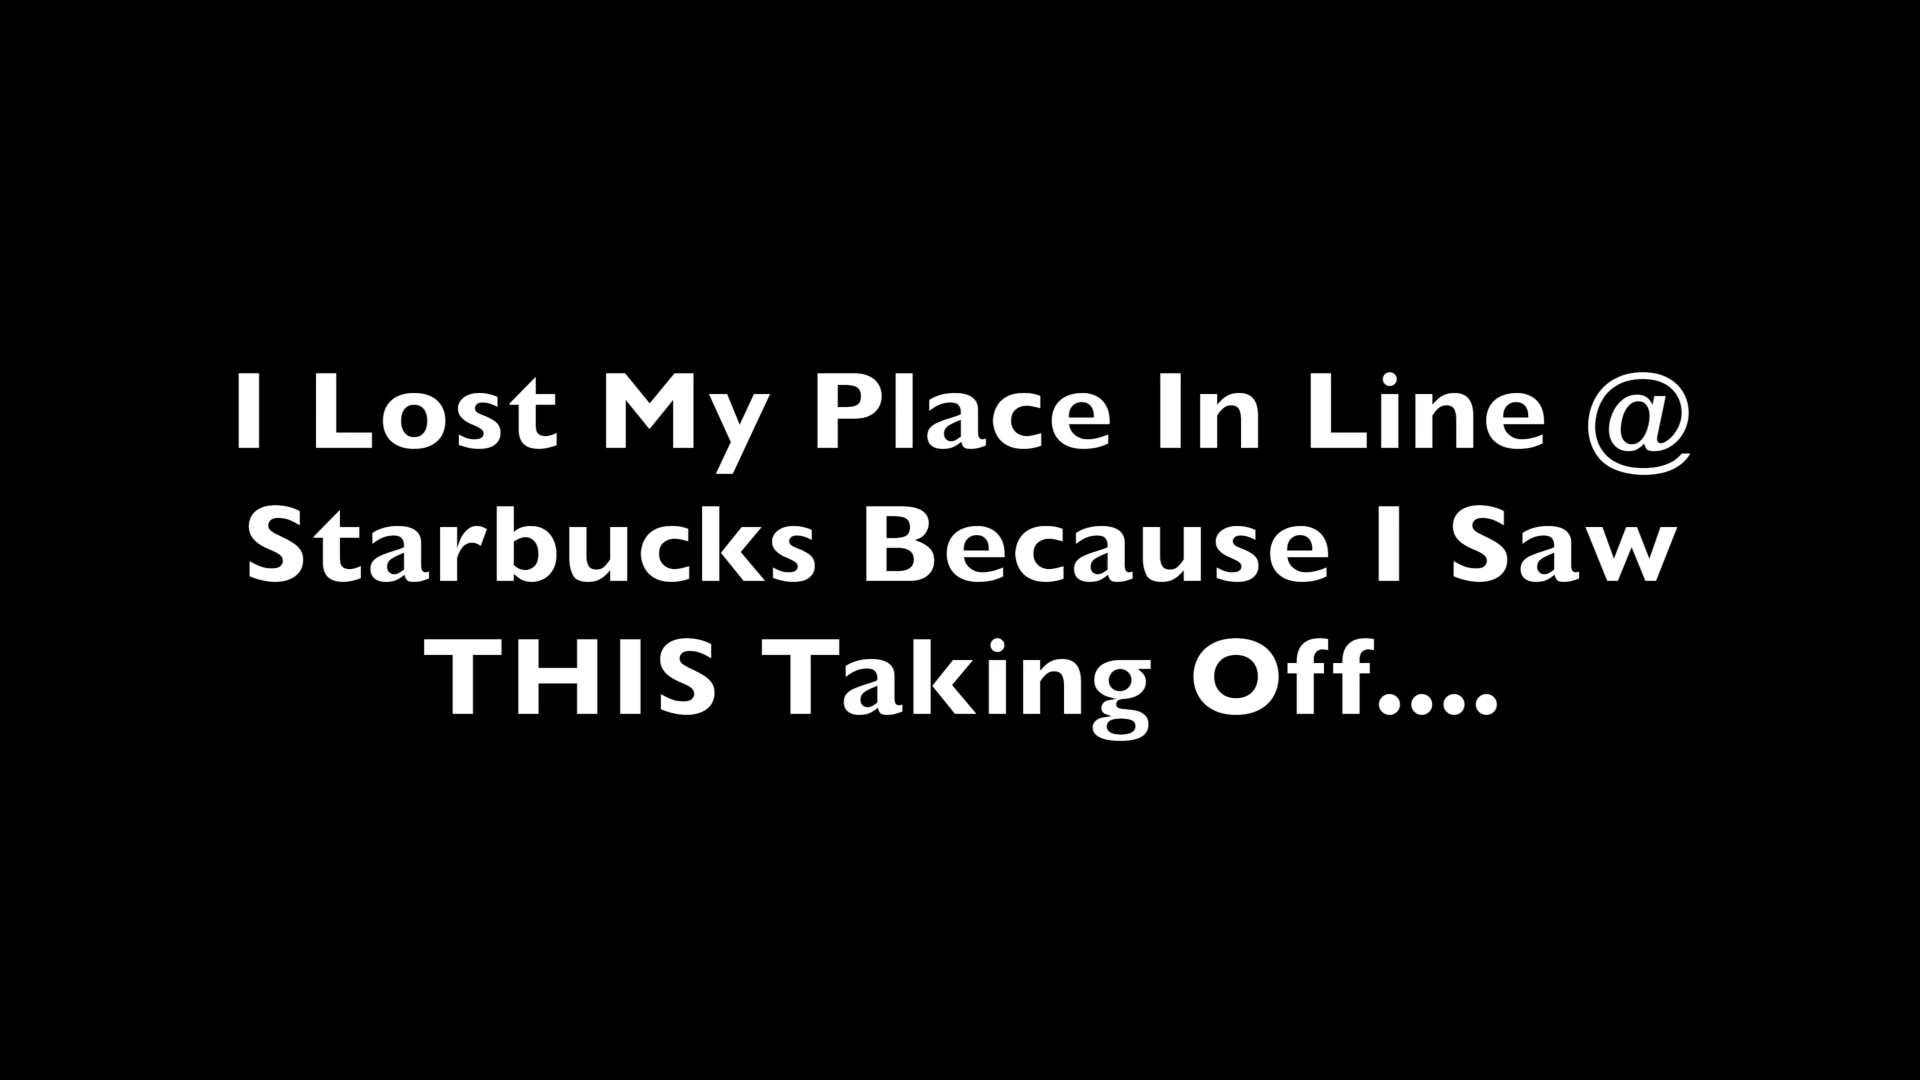 I Lost My Place In Line @
Starbucks Because I Saw
THIS Taking Off....